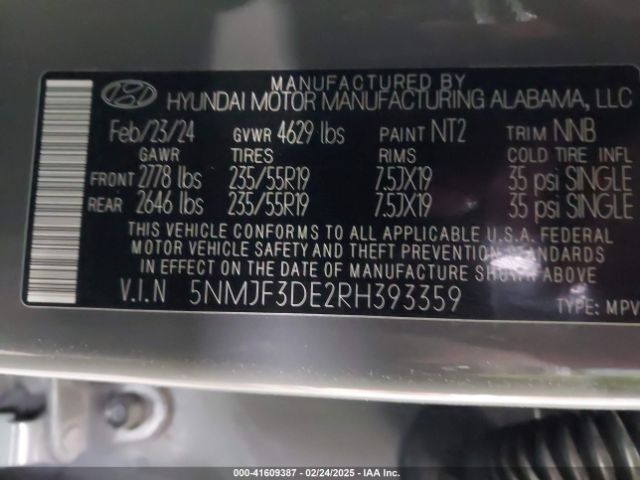 MANUFACTURED BY
HYUNDAI MOTOR MANUFACTURING ALABAMA, LLC
Feb/23/24 GVWR 4629 lbs PAINT NT2 TRIM NNB
GAWR TIRES RIMS COLD TIRE INFL
FRONT 2778 lbs 235/55R19 7.5JX19 35 psi SINGLE
REAR 2646 lbs 235/55R19 7.5JX19 35 psi SINGLE
THIS VEHICLE CONFORMS TO ALL APPLICABLE U.S.A. FEDERAL
MOTOR VEHICLE SAFETY AND THEFT PREVENTION STANDARDS
IN EFFECT ON THE DATE OF MANUFACTURE SHOWN ABOVE
V.I.N 5NMJF3DE2RH393359 TYPE: MPV
000-41609387 - 02/24/2025 - IAA Inc.